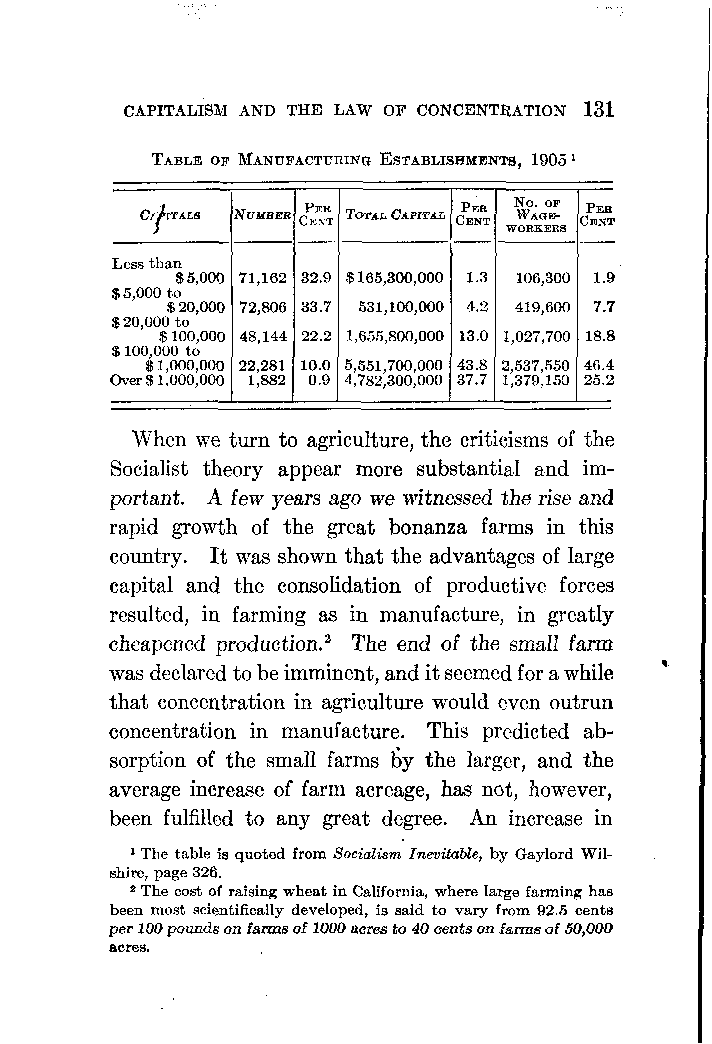 CAPITALISM AND THE LAW OF CONCENTRATION 131
TABLE OF MANUFACTURING ESTABLISHMENTS, 1905 ¹
CAPITALS NUMBER PER CENT TOTAL CAPITAL PER CENT NO. OF WAGE-WORKERS PER CENT
Less than
$5,000 71,162 32.9 $165,300,000 1.3 106,300 1.9
$5,000 to
$20,000 72,806 33.7 531,100,000 4.2 419,600 7.7
$20,000 to
$100,000 48,144 22.2 1,655,800,000 13.0 1,027,700 18.8
$100,000 to
$1,000,000 22,281 10.0 5,551,700,000 43.8 2,537,550 46.4
Over $1,000,000 1,882 0.9 4,782,300,000 37.7 1,379,150 25.2
When we turn to agriculture, the criticisms of the
Socialist theory appear more substantial and im-
portant. A few years ago we witnessed the rise and
rapid growth of the great bonanza farms in this
country. It was shown that the advantages of large
capital and the consolidation of productive forces
resulted, in farming as in manufacture, in greatly
cheapened production.² The end of the small farm
was declared to be imminent, and it seemed for a while
that concentration in agriculture would even outrun
concentration in manufacture. This predicted ab-
sorption of the small farms by the larger, and the
average increase of farm acreage, has not, however,
been fulfilled to any great degree. An increase in
¹ The table is quoted from Socialism Inevitable, by Gaylord Wil-
shire, page 326.
² The cost of raising wheat in California, where large farming has
been most scientifically developed, is said to vary from 92.5 cents
per 100 pounds on farms of 1000 acres to 40 cents on farms of 50,000
acres.